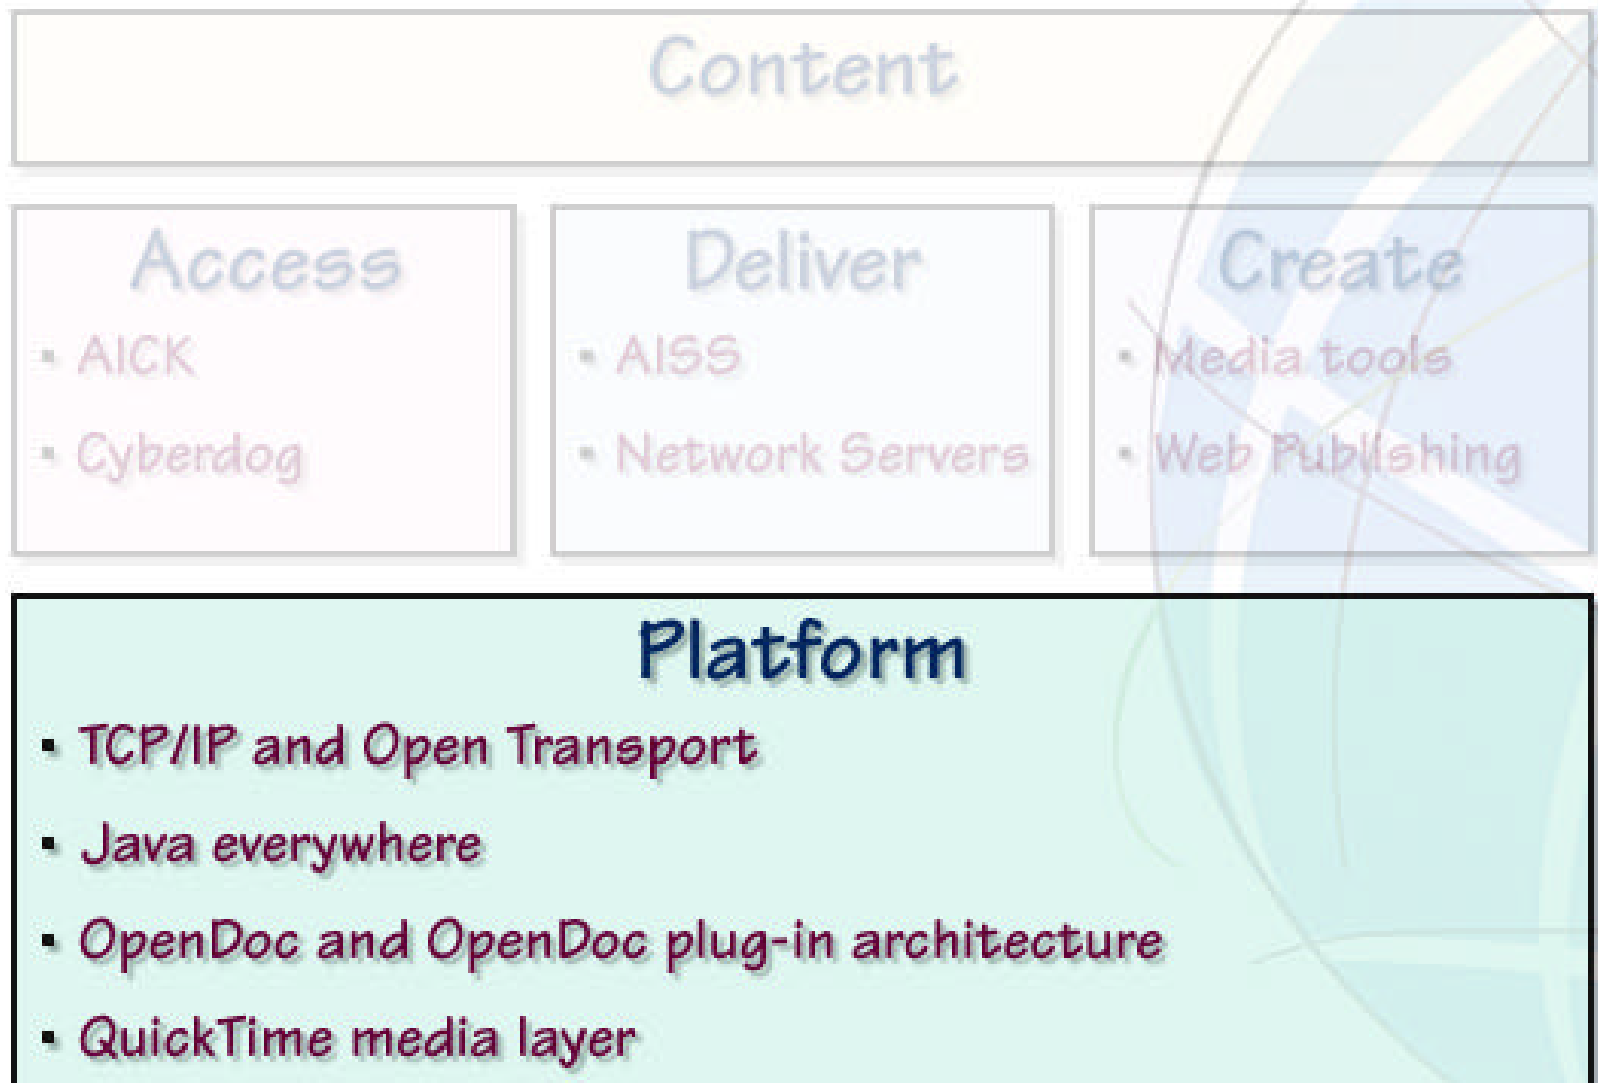 Content
Access
▪ AICK
▪ Cyberdog
Deliver
▪ AISS
▪ Network Servers
Create
▪ Media tools
▪ Web Publishing
Platform
▪ TCP/IP and Open Transport
▪ Java everywhere
▪ OpenDoc and OpenDoc plug-in architecture
▪ QuickTime media layer